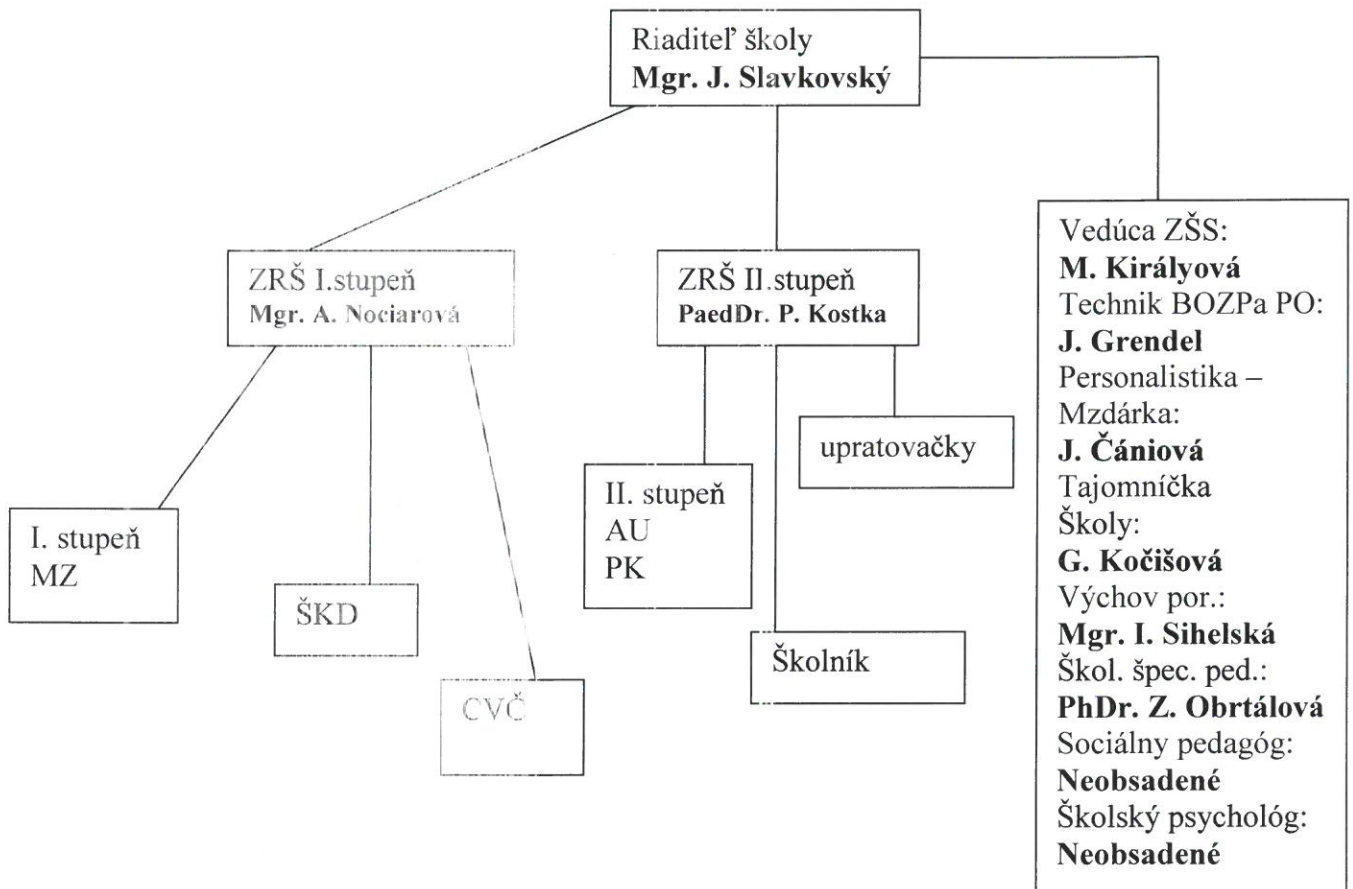 Riaditeľ školy
Mgr. J. Slavkovský
ZRŠ I.stupeň
Mgr. A. Nociarová
ZRŠ II.stupeň
PaedDr. P. Kostka
Vedúca ZŠS:
M. Királyová
Technik BOZPa PO:
J. Grendel
Personalistika –
Mzdárka:
J. Čániová
Tajomníčka
Školy:
G. Kočišová
Výchov por.:
Mgr. I. Sihelská
Škol. špec. ped.:
PhDr. Z. Obrtálová
Sociálny pedagóg:
Neobsadené
Školský psychológ:
Neobsadené
I. stupeň
MZ
ŠKD
CVČ
II. stupeň
AU
PK
upratovačky
Školník